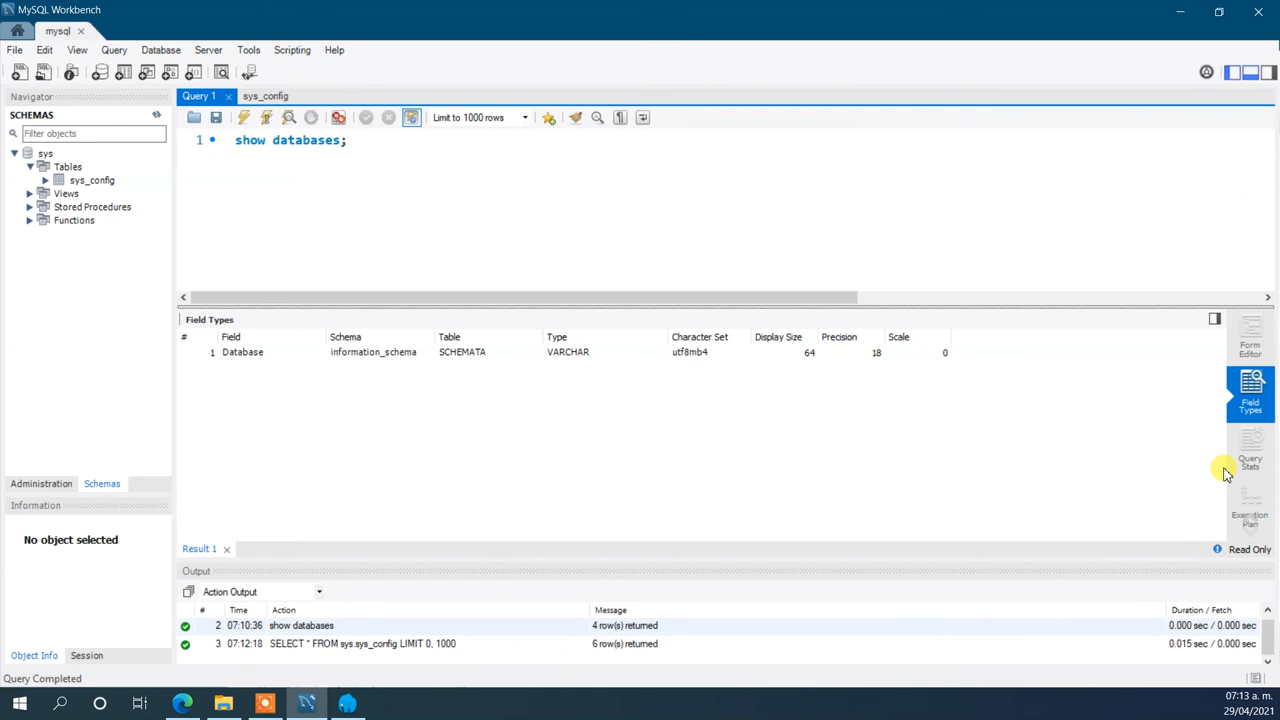 MySQL Workbench
mysql
File Edit View Query Database Server Tools Scripting Help
Navigator
SCHEMAS
Filter objects
sys
Tables
sys_config
Views
Stored Procedures
Functions
Administration Schemas
Information
No object selected
Object Info Session
Query 1 sys_config
Limit to 1000 rows
1 show databases;
Field Types
# Field Schema Table Type Character Set Display Size Precision Scale
1 Database information_schema SCHEMATA VARCHAR utf8mb4 64 18 0
Form
Editor
Field
Types
Query
Stats
Execution
Plan
Result 1
Read Only
Output
Action Output
# Time Action Message Duration / Fetch
2 07:10:36 show databases 4 row(s) returned 0.000 sec / 0.000 sec
3 07:12:18 SELECT * FROM sys.sys_config LIMIT 0, 1000 6 row(s) returned 0.015 sec / 0.000 sec
Query Completed
07:13 a. m.
29/04/2021